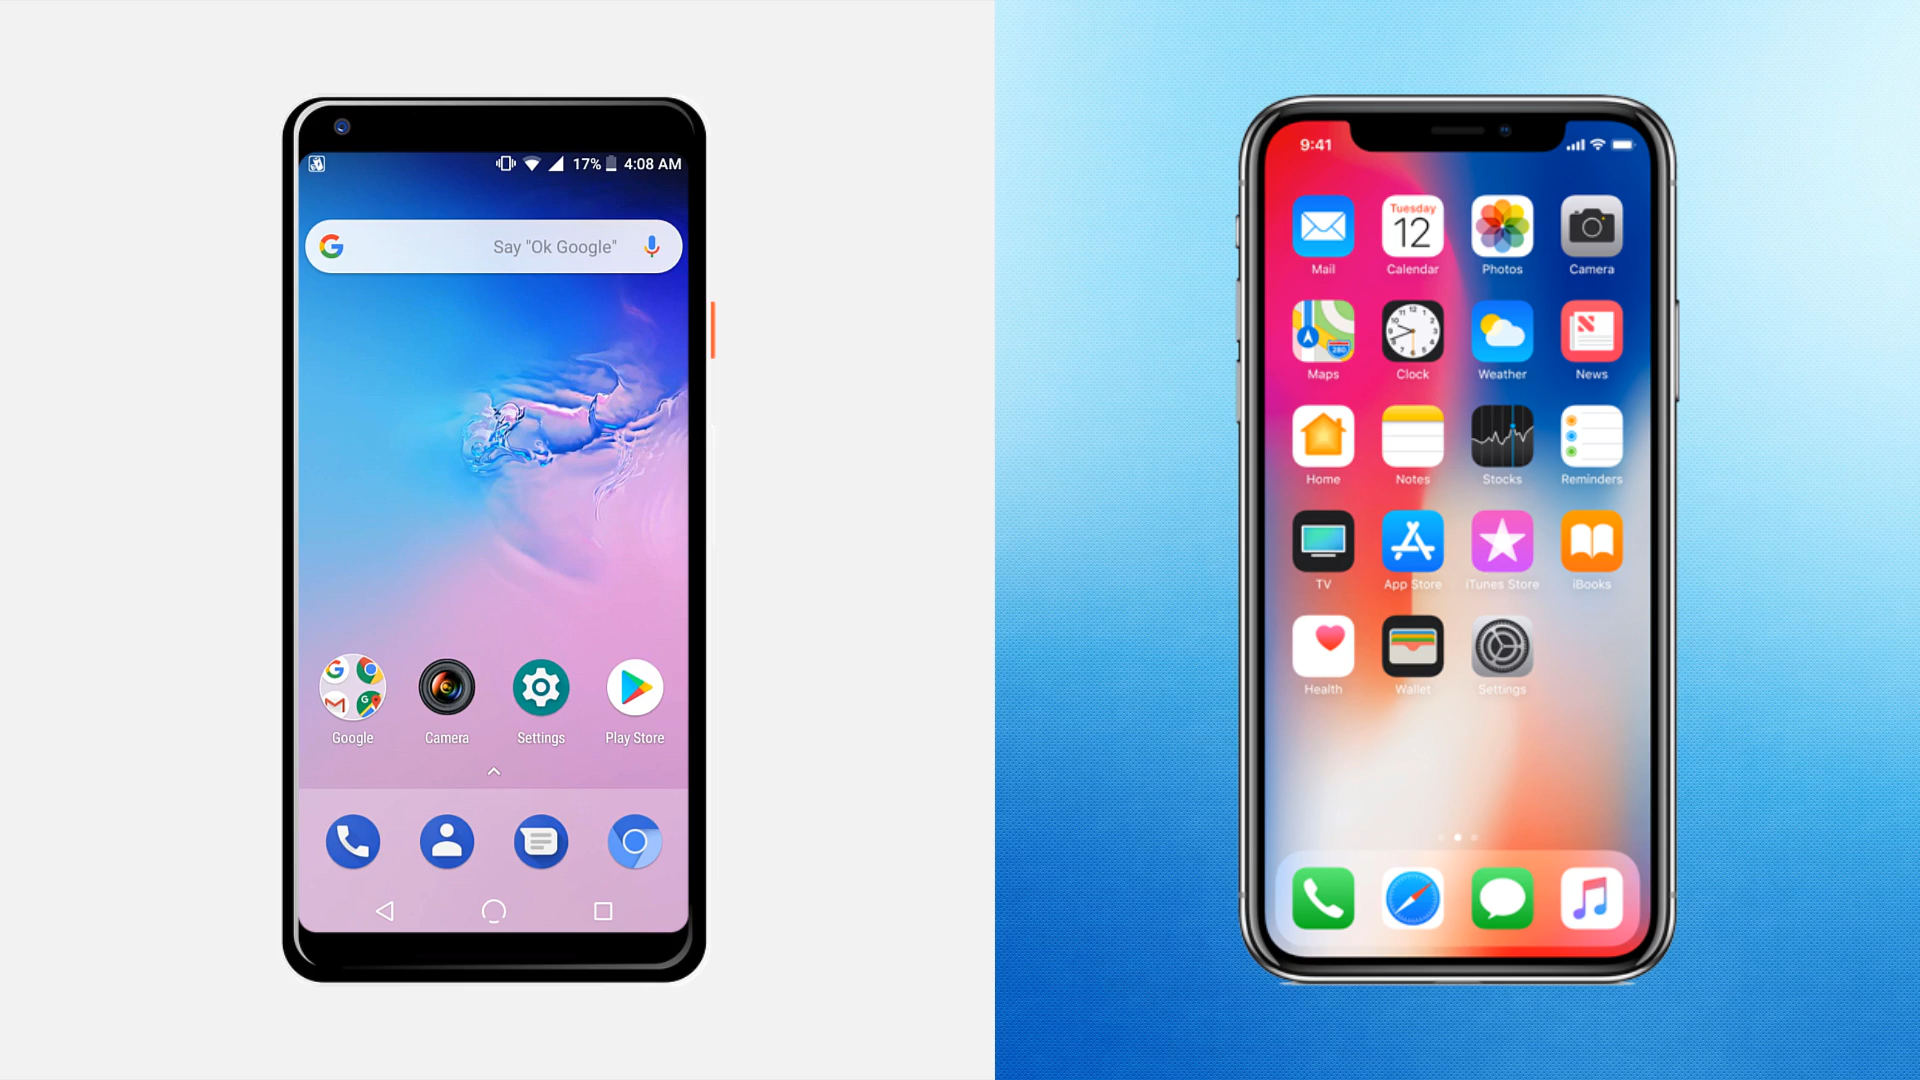 17% 4:08 AM
Say "Ok Google"
Google Camera Settings Play Store
9:41
Tuesday
12
Mail Calendar Photos Camera
280
Maps Clock Weather News
Home Notes Stocks Reminders
TV App Store iTunes Store iBooks
Health Wallet Settings